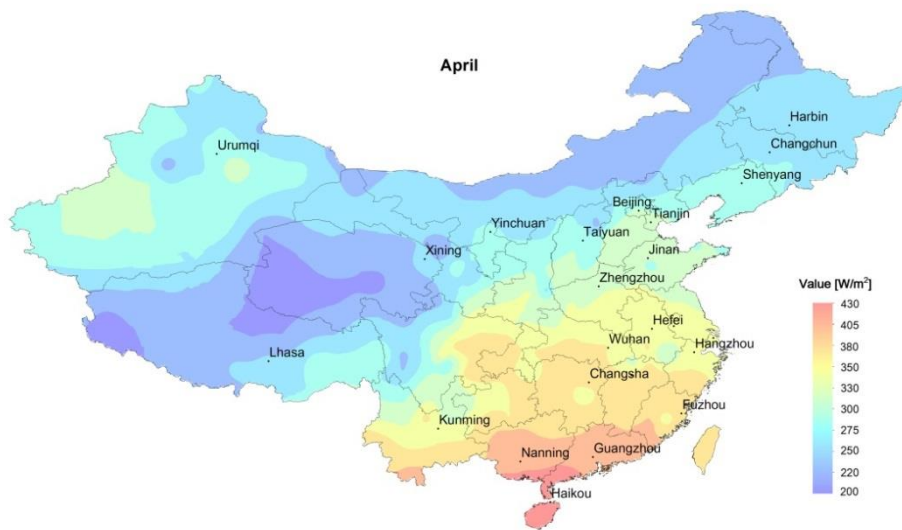 April
Harbin
Urumqi
Changchun
Shenyang
Beijing
Tianjin
Yinchuan
Taiyuan
Xining
Jinan
Zhengzhou
Value [W/m²]
430
405
380
350
330
300
275
250
220
200
Hefei
Wuhan
Hangzhou
Lhasa
Changsha
Fuzhou
Kunming
Nanning
Guangzhou
Haikou